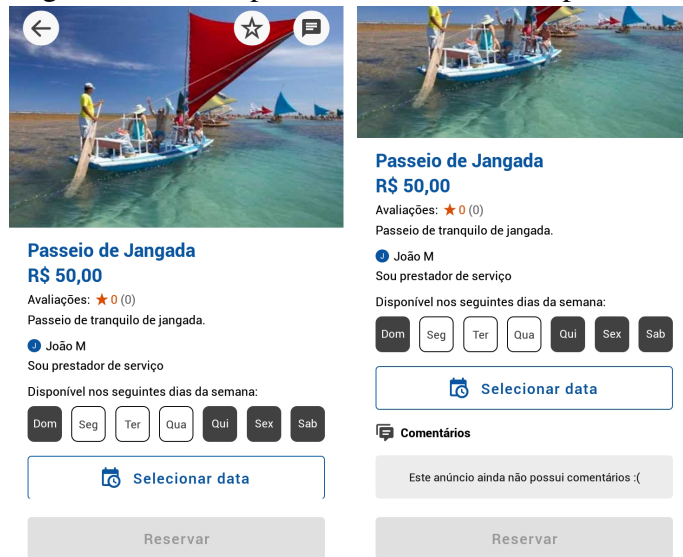 Passeio de Jangada
R$ 50,00
Avaliações: ★ 0 (0)
Passeio de tranquilo de jangada.
J João M
Sou prestador de serviço
Disponível nos seguintes dias da semana:
Dom Seg Ter Qua Qui Sex Sab
Selecionar data
Reservar
Passeio de Jangada
R$ 50,00
Avaliações: ★ 0 (0)
Passeio de tranquilo de jangada.
J João M
Sou prestador de serviço
Disponível nos seguintes dias da semana:
Dom Seg Ter Qua Qui Sex Sab
Selecionar data
Comentários
Este anúncio ainda não possui comentários :(
Reservar